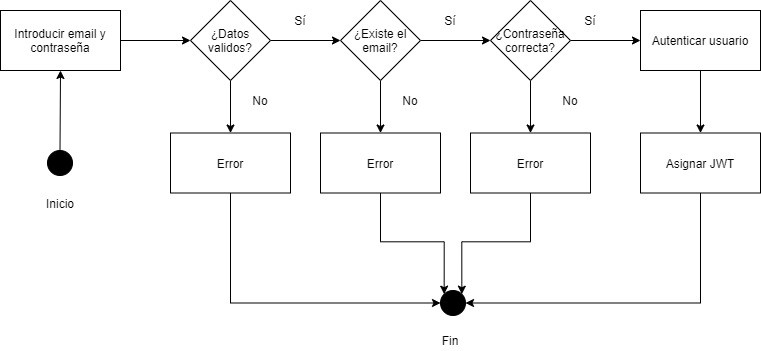 Introducir email y
contraseña
¿Datos
validos?
Sí
¿Existe el
email?
Sí
¿Contraseña
correcta?
Sí
Autenticar usuario
No
No
No
Error
Error
Error
Asignar JWT
Inicio
Fin